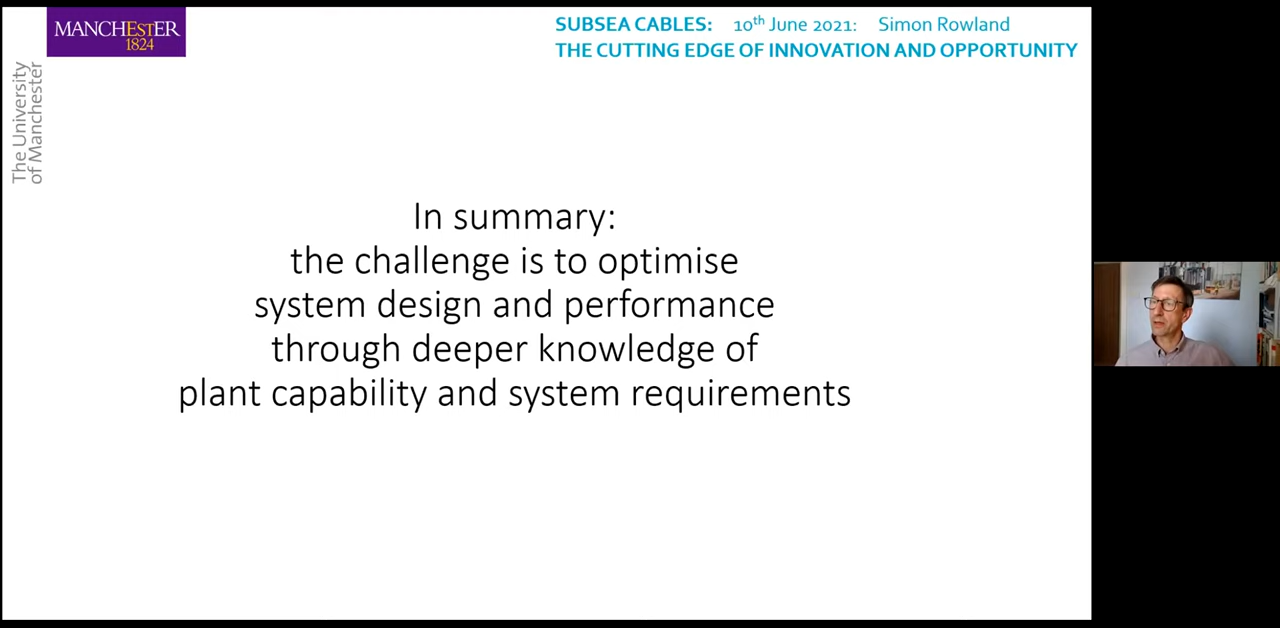 MANCHESTER
1824
The University
of Manchester
SUBSEA CABLES: 10th June 2021: Simon Rowland
THE CUTTING EDGE OF INNOVATION AND OPPORTUNITY
In summary:
the challenge is to optimise
system design and performance
through deeper knowledge of
plant capability and system requirements